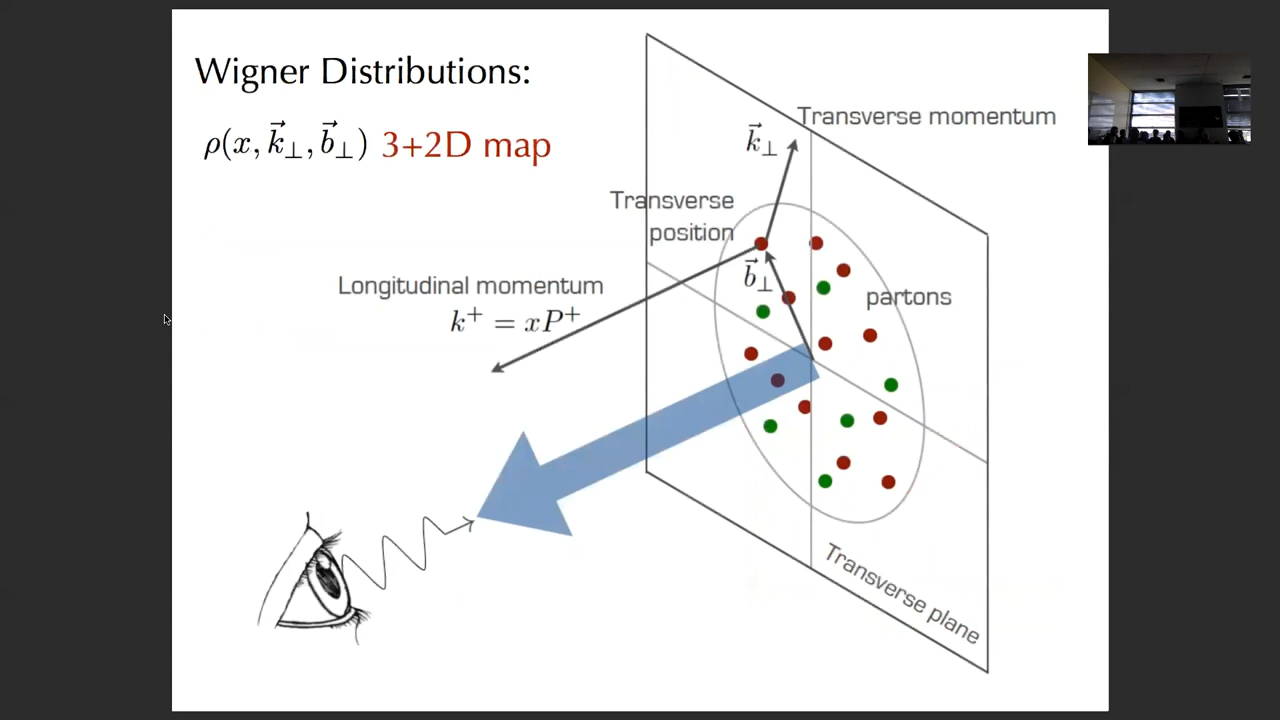 Wigner Distributions:
ρ(x, k⃗⊥, b⃗⊥) 3+2D map
Transverse momentum
k⃗⊥
Transverse
position
b⃗⊥
Longitudinal momentum
k⁺ = xP⁺
partons
Transverse plane